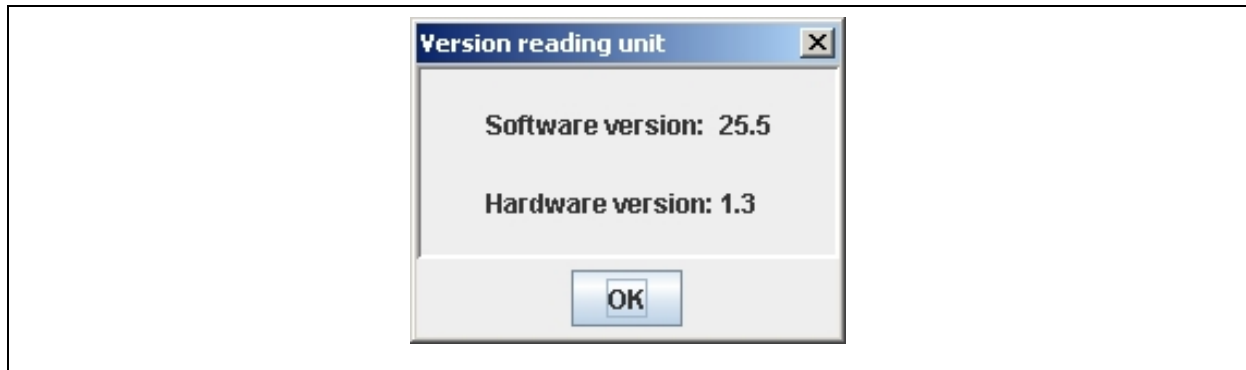 Version reading unit
Software version: 25.5
Hardware version: 1.3
OK